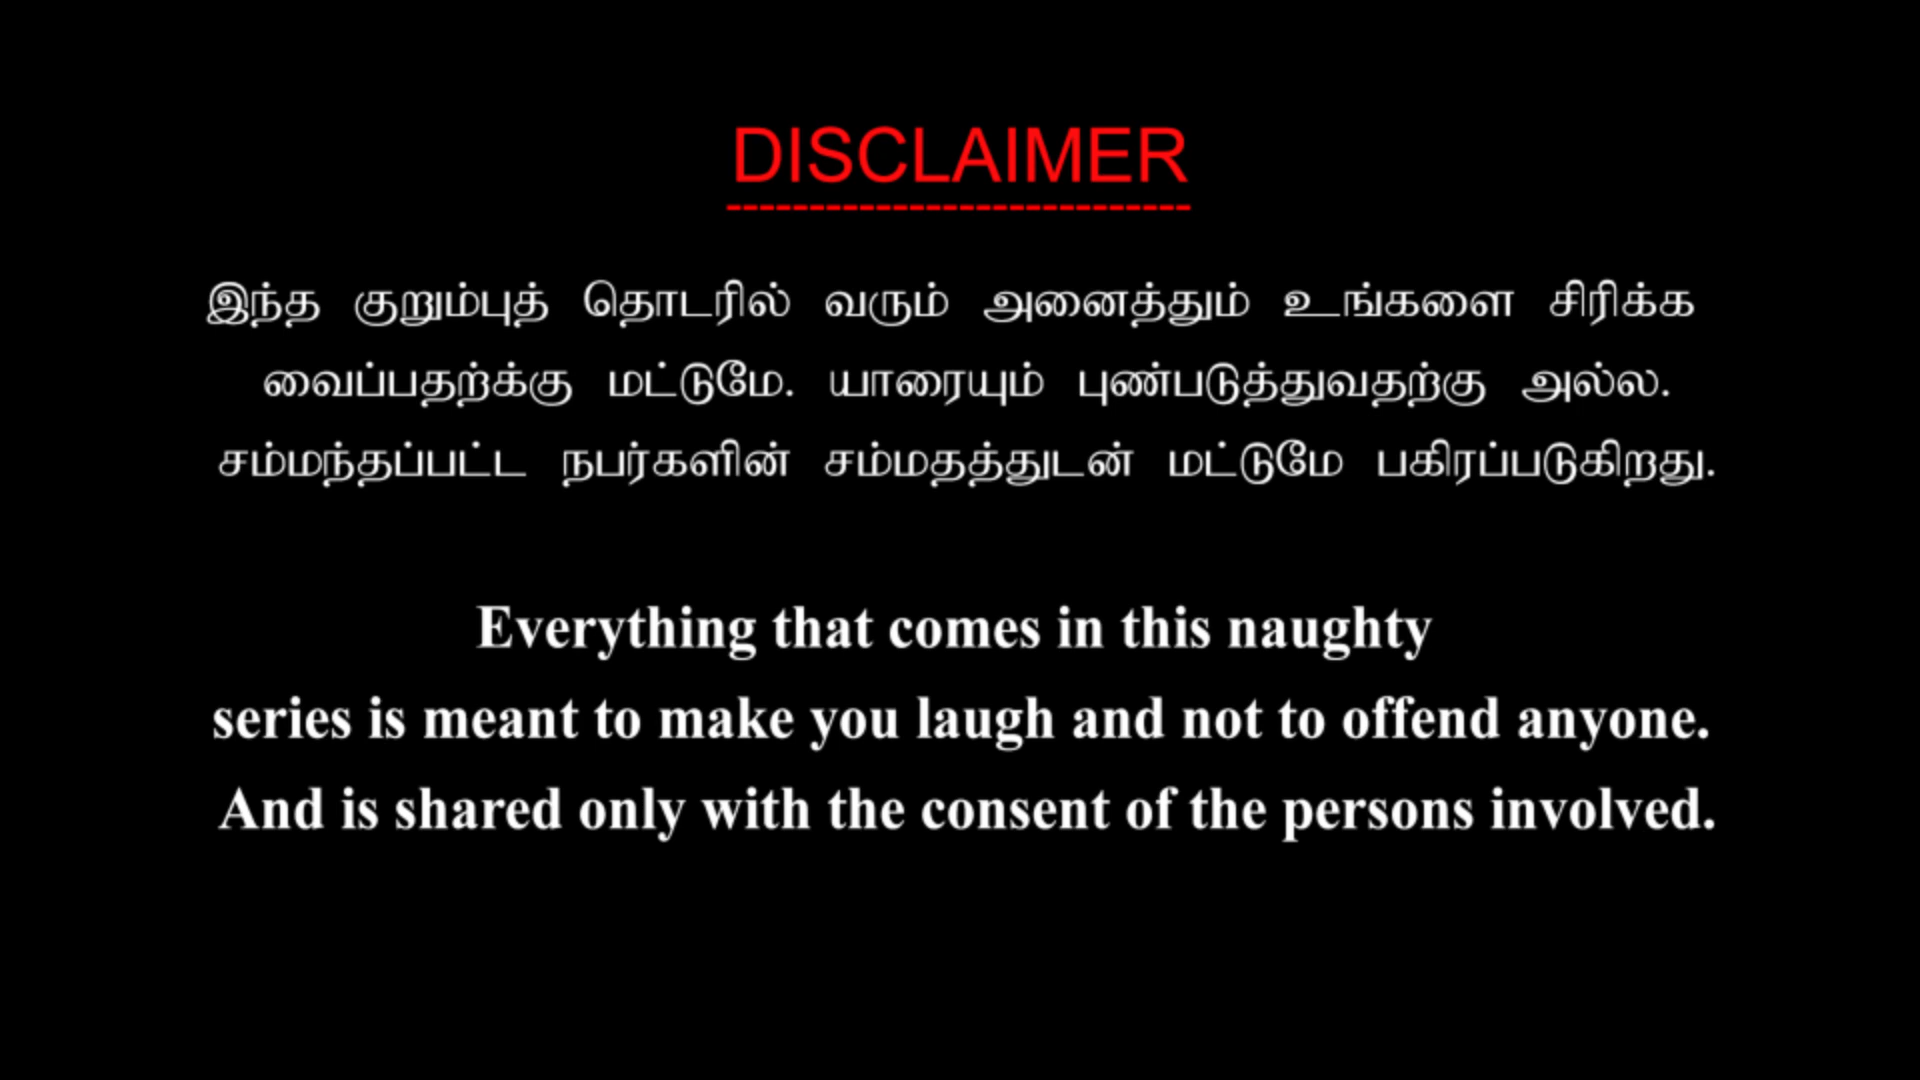 DISCLAIMER
----------------------------
இந்த குறும்புத் தொடரில் வரும் அனைத்தும் உங்களை சிரிக்க
வைப்பதற்க்கு மட்டுமே. யாரையும் புண்படுத்துவதற்கு அல்ல.
சம்மந்தப்பட்ட நபர்களின் சம்மதத்துடன் மட்டுமே பகிரப்படுகிறது.
Everything that comes in this naughty
series is meant to make you laugh and not to offend anyone.
And is shared only with the consent of the persons involved.